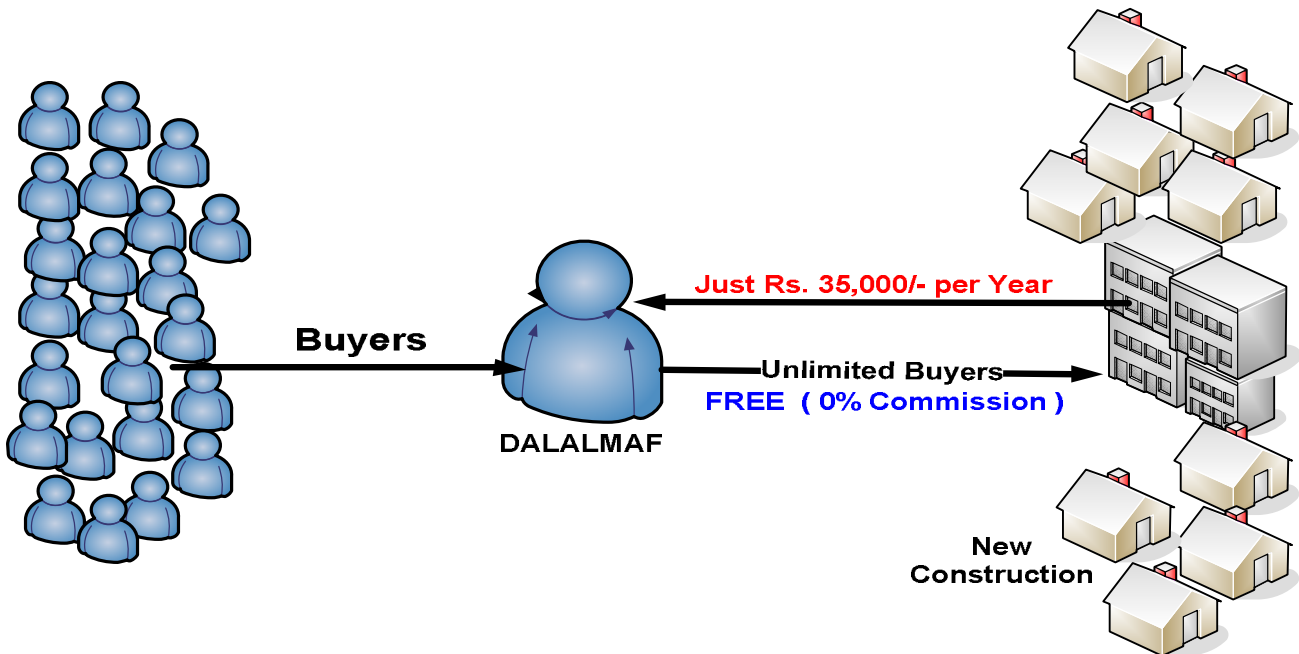 Just Rs. 35,000/- per Year
Buyers
Unlimited Buyers
FREE ( 0% Commission )
DALALMAF
New
Construction